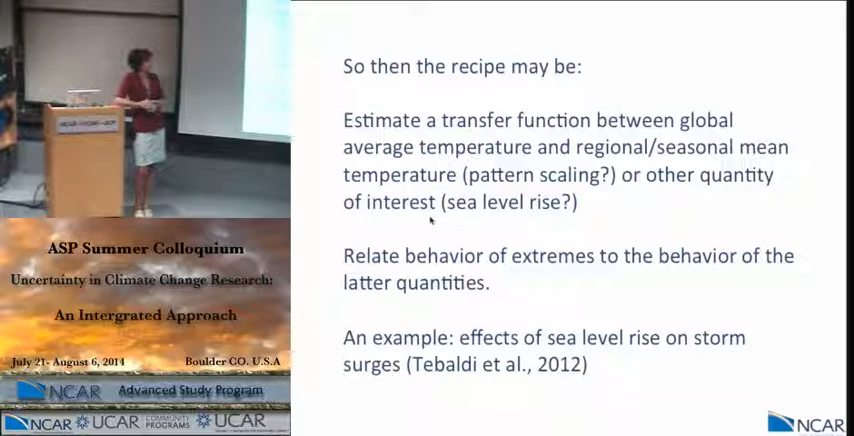 So then the recipe may be:
Estimate a transfer function between global
average temperature and regional/seasonal mean
temperature (pattern scaling?) or other quantity
of interest (sea level rise?)
Relate behavior of extremes to the behavior of the
latter quantities.
An example: effects of sea level rise on storm
surges (Tebaldi et al., 2012)
NCAR
ASP Summer Colloquium
Uncertainty in Climate Change Research:
An Intergrated Approach
July 21- August 6, 2014 Boulder CO. U.S.A
NCAR Advanced Study Program
NCAR UCAR COMMUNITY PROGRAMS UCAR